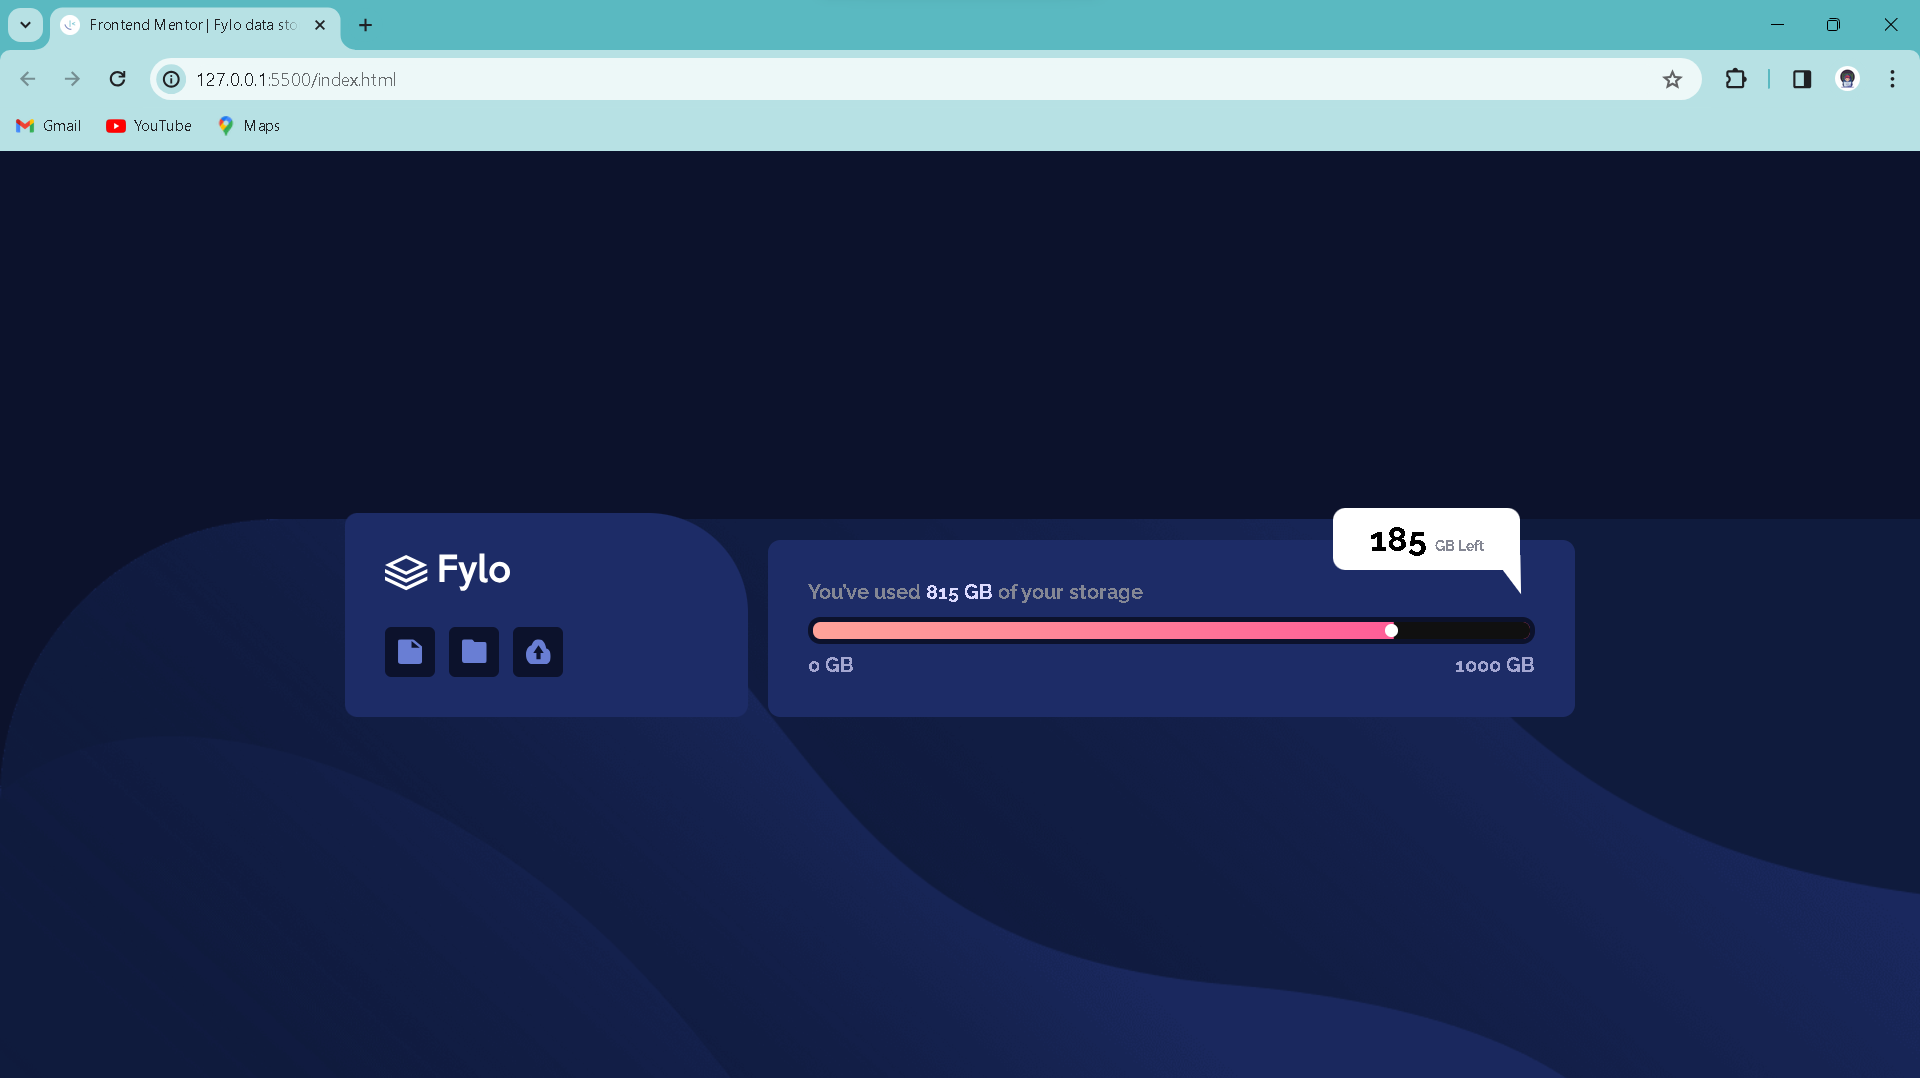 Frontend Mentor | Fylo data sto
127.0.0.1:5500/index.html
Gmail YouTube Maps
Fylo
185 GB Left
You've used 815 GB of your storage
0 GB 1000 GB